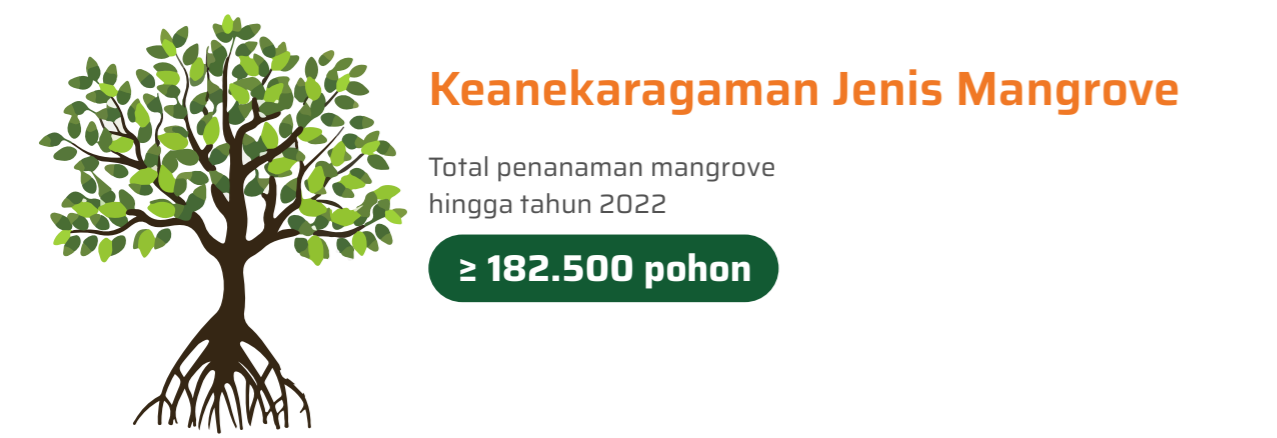 Keanekaragaman Jenis Mangrove
Total penanaman mangrove
hingga tahun 2022
≥ 182.500 pohon